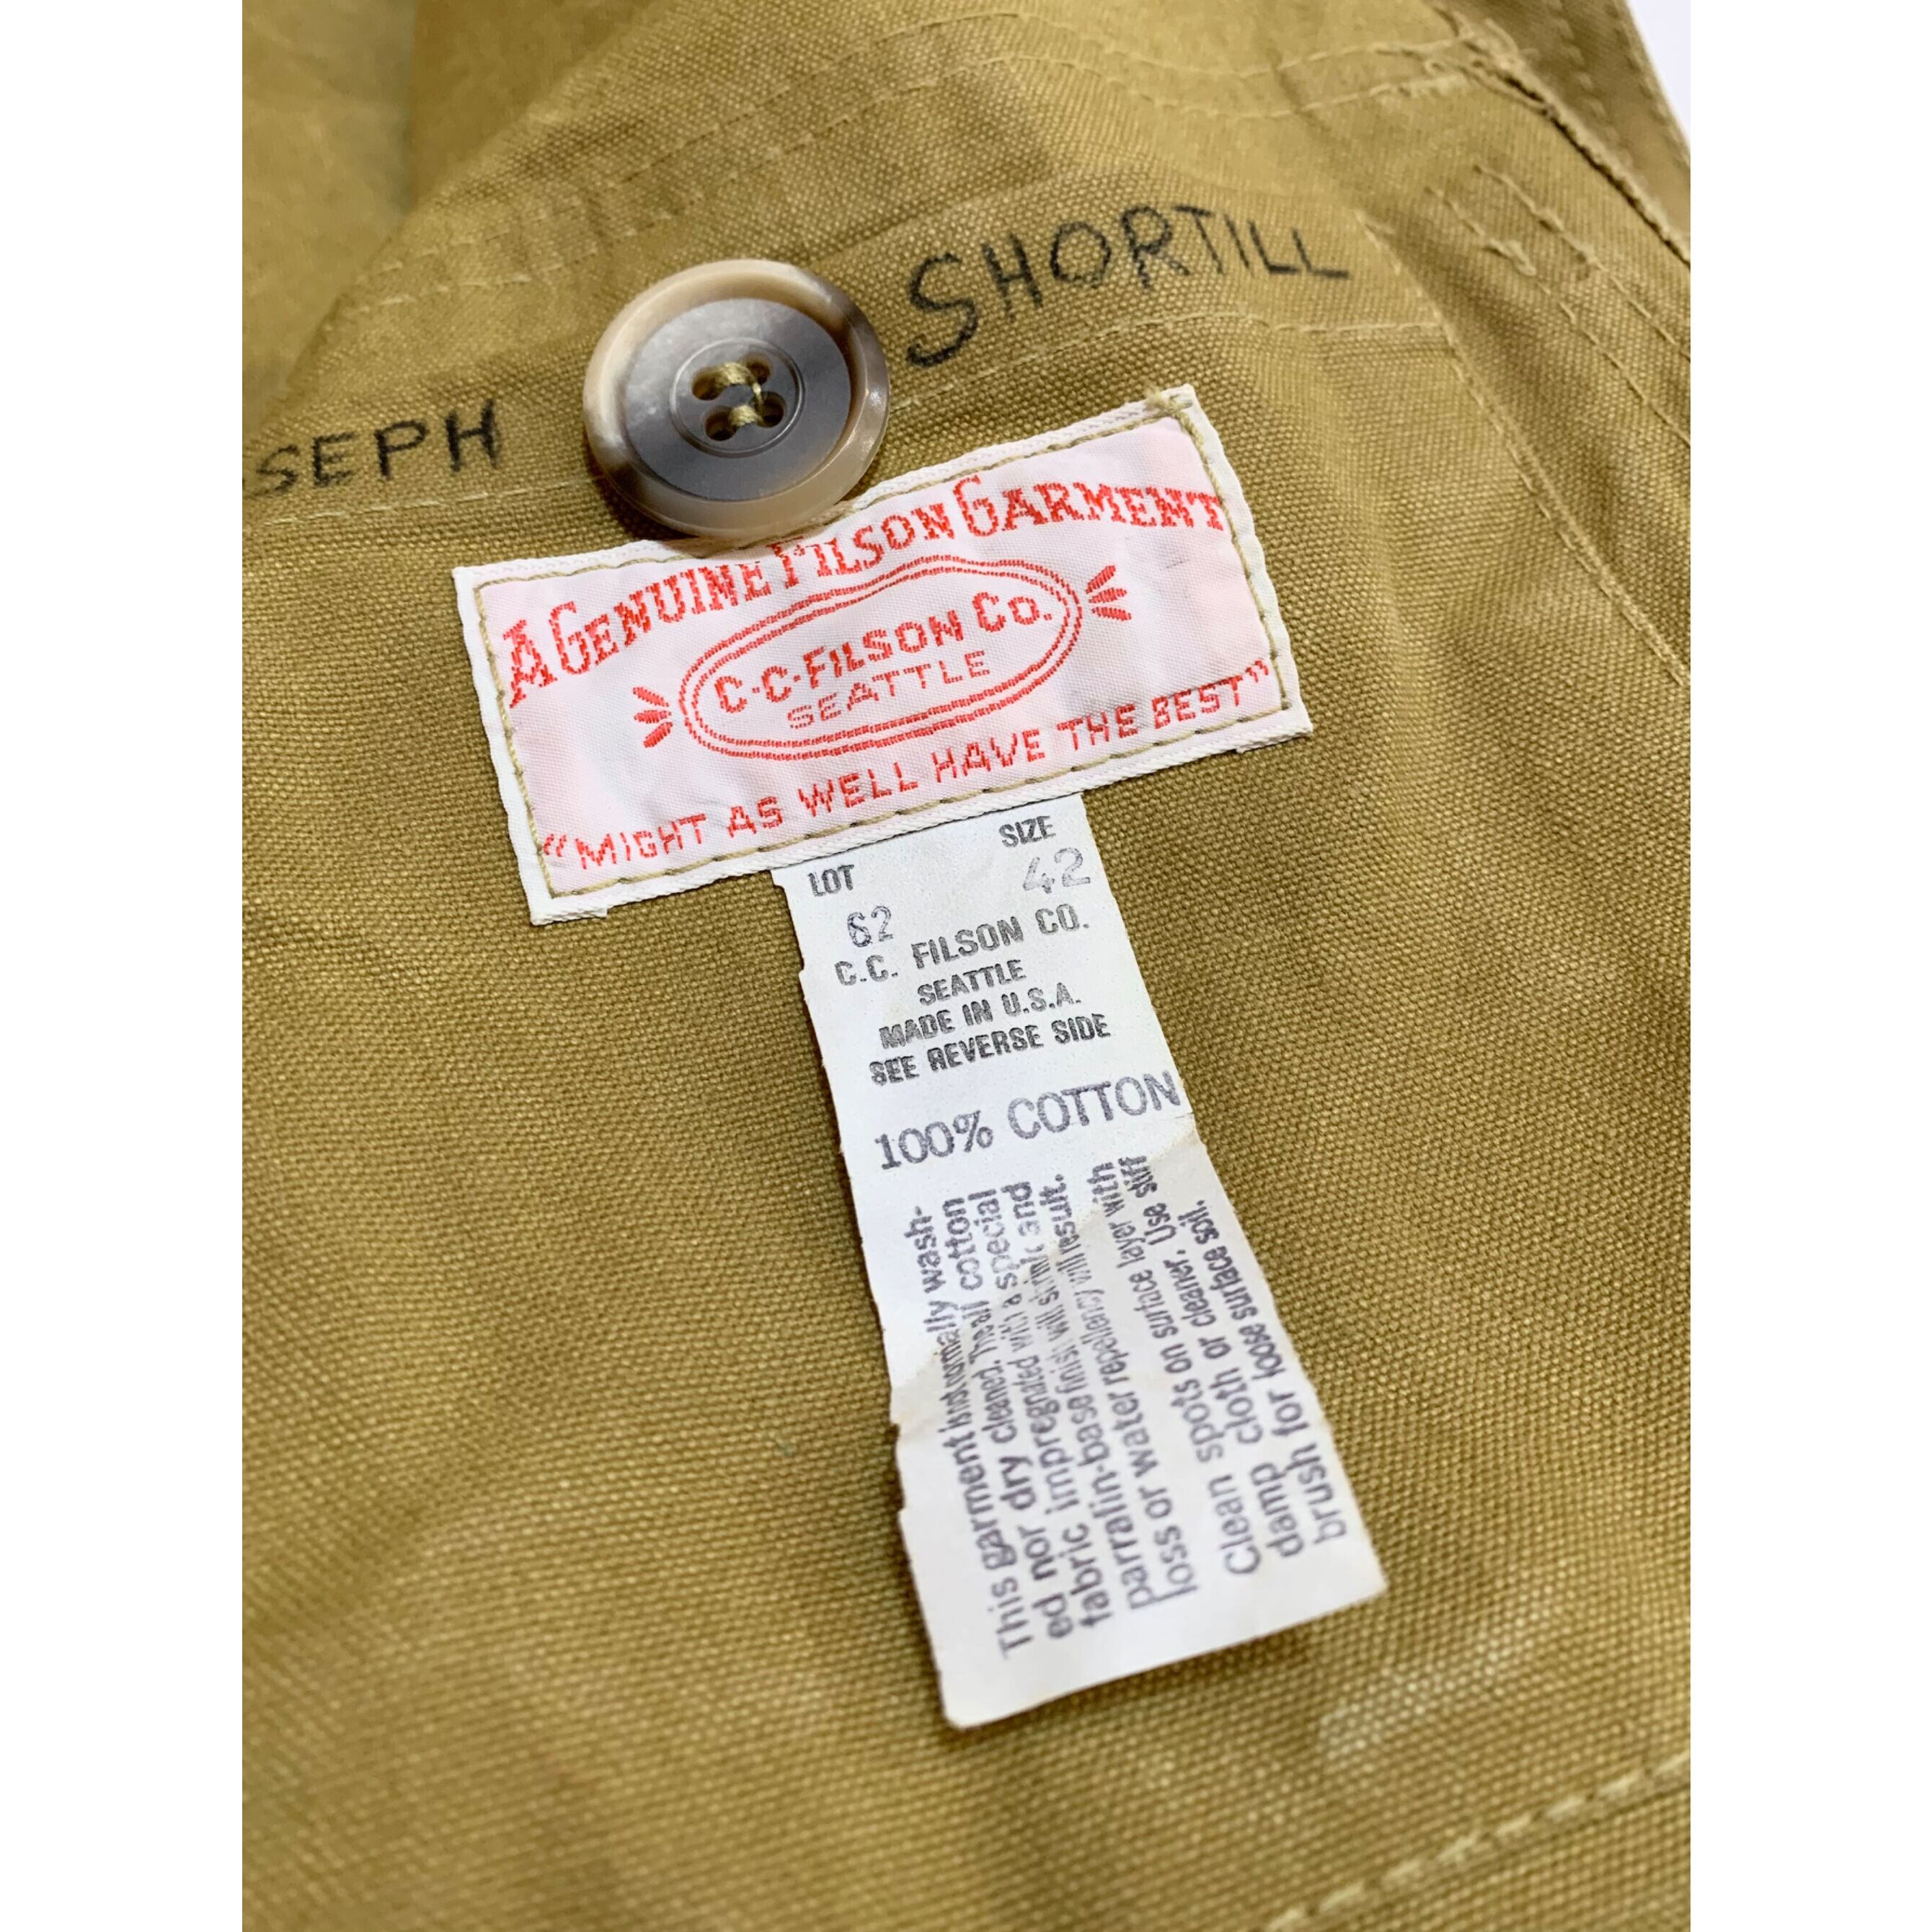 SEPH SHORTILL
A GENUINE FILSON GARMENT
C-C-FILSON CO.
SEATTLE
"MIGHT AS WELL HAVE THE BEST"
LOT SIZE
62 42
C.C. FILSON CO.
SEATTLE
MADE IN U.S.A.
SEE REVERSE SIDE
100% COTTON
This garment is not normally wash-
ed nor dry cleaned. The all cotton
fabric impregnated with a special
parrafin-base finish will shrink and
loss or water repellency will result.
Clean spots on surface layer with
damp cloth or cleaner. Use stiff
brush for loose surface soil.